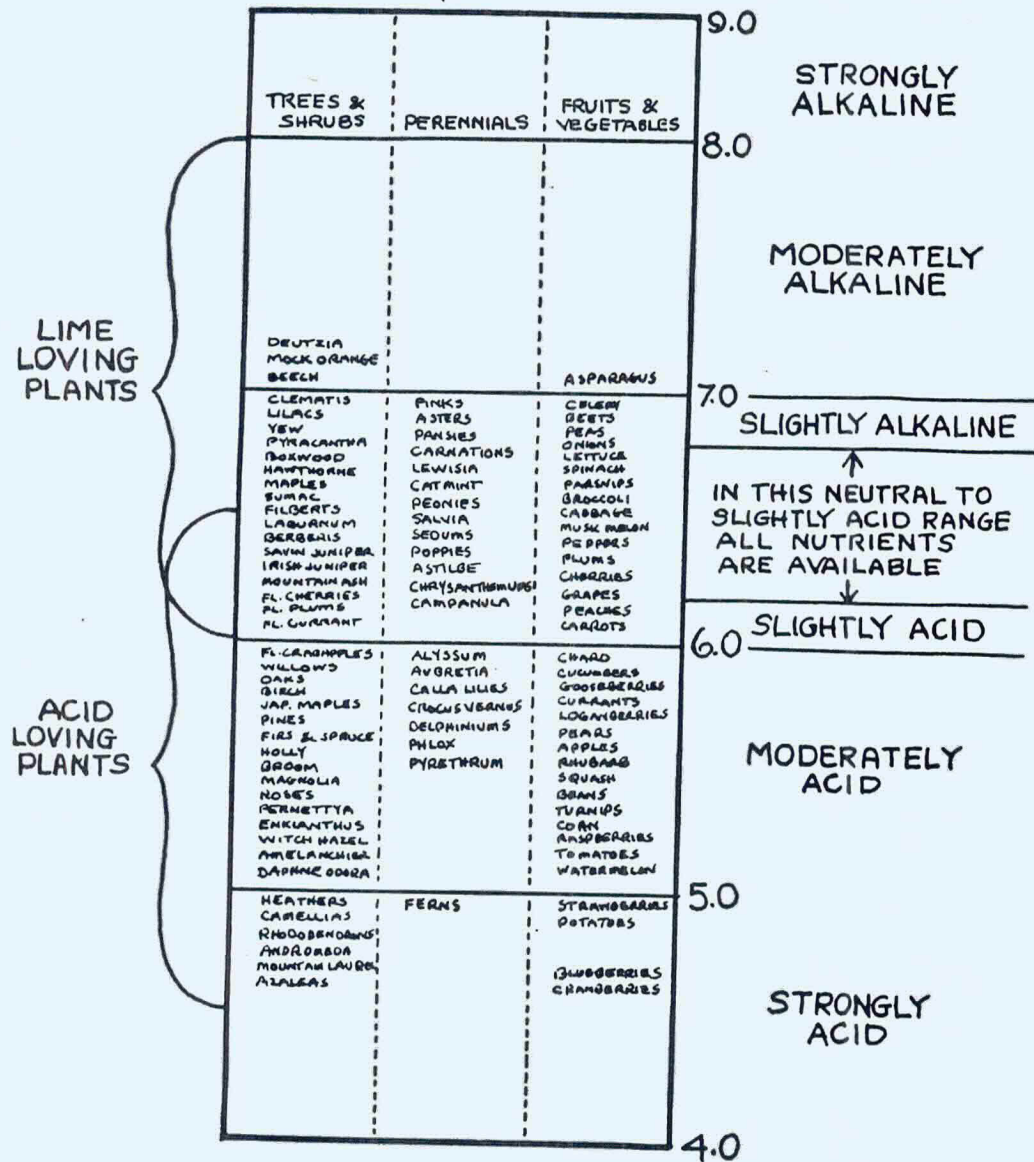 9.0
STRONGLY
ALKALINE
TREES &
SHRUBS
PERENNIALS
FRUITS &
VEGETABLES
8.0
MODERATELY
ALKALINE
LIME
LOVING
PLANTS
DEUTZIA
MOCK ORANGE
BEECH
ASPARAGUS
7.0
SLIGHTLY ALKALINE
CLEMATIS
LILACS
YEW
PYRACANTHA
BOXWOOD
HAWTHORNE
MAPLES
SUMAC
FILBERTS
LABURNUM
BERBERIS
SAVIN JUNIPER
IRISH JUNIPER
MOUNTAIN ASH
FL. CHERRIES
FL. PLUMS
FL. CURRANT
PINKS
ASTERS
PANSIES
CARNATIONS
LEWISIA
CATMINT
PEONIES
SALVIA
SEDUMS
POPPIES
ASTILBE
CHRYSANTHEMUMS
CAMPANULA
CELERY
BEETS
PEAS
ONIONS
LETTUCE
SPINACH
PARSNIPS
BROCCOLI
CABBAGE
MUSK MELON
PEPPERS
PLUMS
CHERRIES
GRAPES
PEACHES
CARROTS
IN THIS NEUTRAL TO
SLIGHTLY ACID RANGE
ALL NUTRIENTS
ARE AVAILABLE
6.0
SLIGHTLY ACID
ACID
LOVING
PLANTS
FL. CRABAPPLES
WILLOWS
OAKS
BIRCH
JAP. MAPLES
PINES
FIRS & SPRUCE
HOLLY
BROOM
MAGNOLIA
ROSES
PERNETTYA
ENKIANTHUS
WITCH HAZEL
AMELANCHIER
DAPHNE ODORA
ALYSSUM
AUBRETIA
CALLA LILIES
CROCUS VERNUS
DELPHINIUMS
PHLOX
PYRETHRUM
CHARD
CUCUMBERS
GOOSEBERRIES
CURRANTS
LOGANBERRIES
PEARS
APPLES
RHUBARB
SQUASH
BEANS
TURNIPS
CORN
RASPBERRIES
TOMATOES
WATERMELON
MODERATELY
ACID
5.0
HEATHERS
CAMELLIAS
RHODODENDRONS
ANDROMEDA
MOUNTAIN LAUREL
AZALEAS
FERNS
STRAWBERRIES
POTATOES
BLUEBERRIES
CRANBERRIES
STRONGLY
ACID
4.0